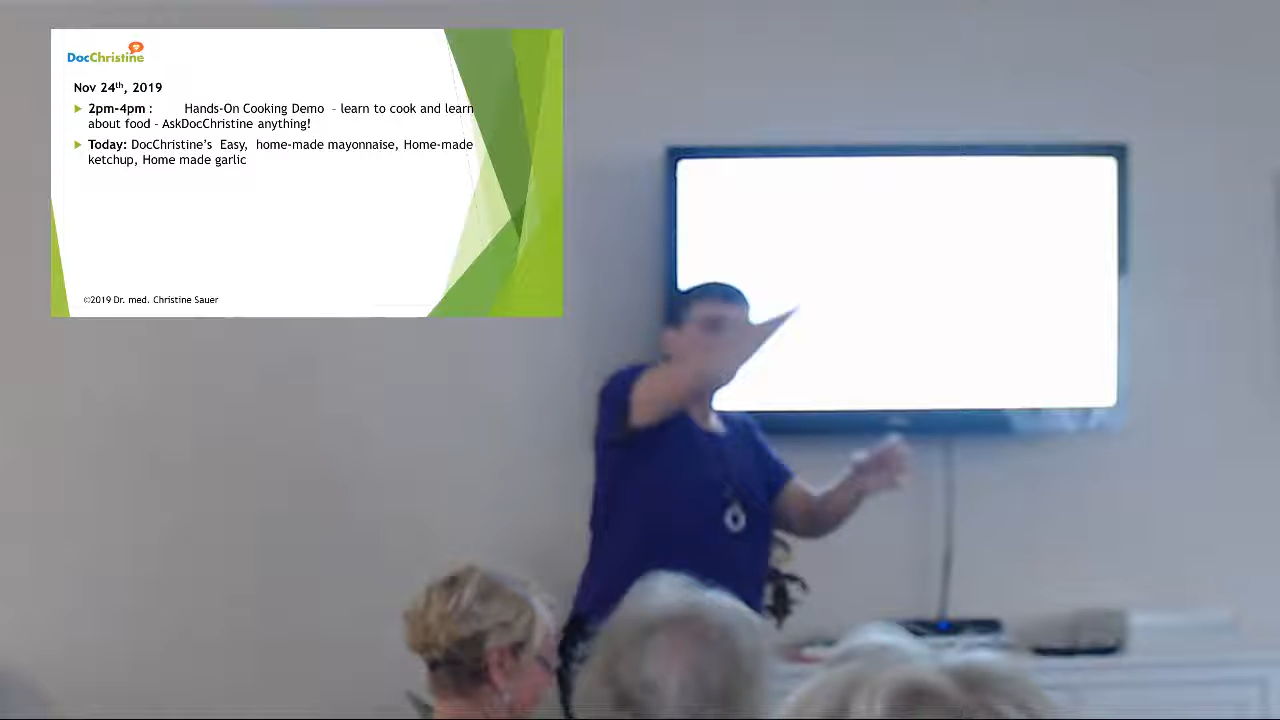 DocChristine
Nov 24th, 2019
2pm-4pm : Hands-On Cooking Demo - learn to cook and learn
about food - AskDocChristine anything!
Today: DocChristine's Easy, home-made mayonnaise, Home-made
ketchup, Home made garlic
©2019 Dr. med. Christine Sauer